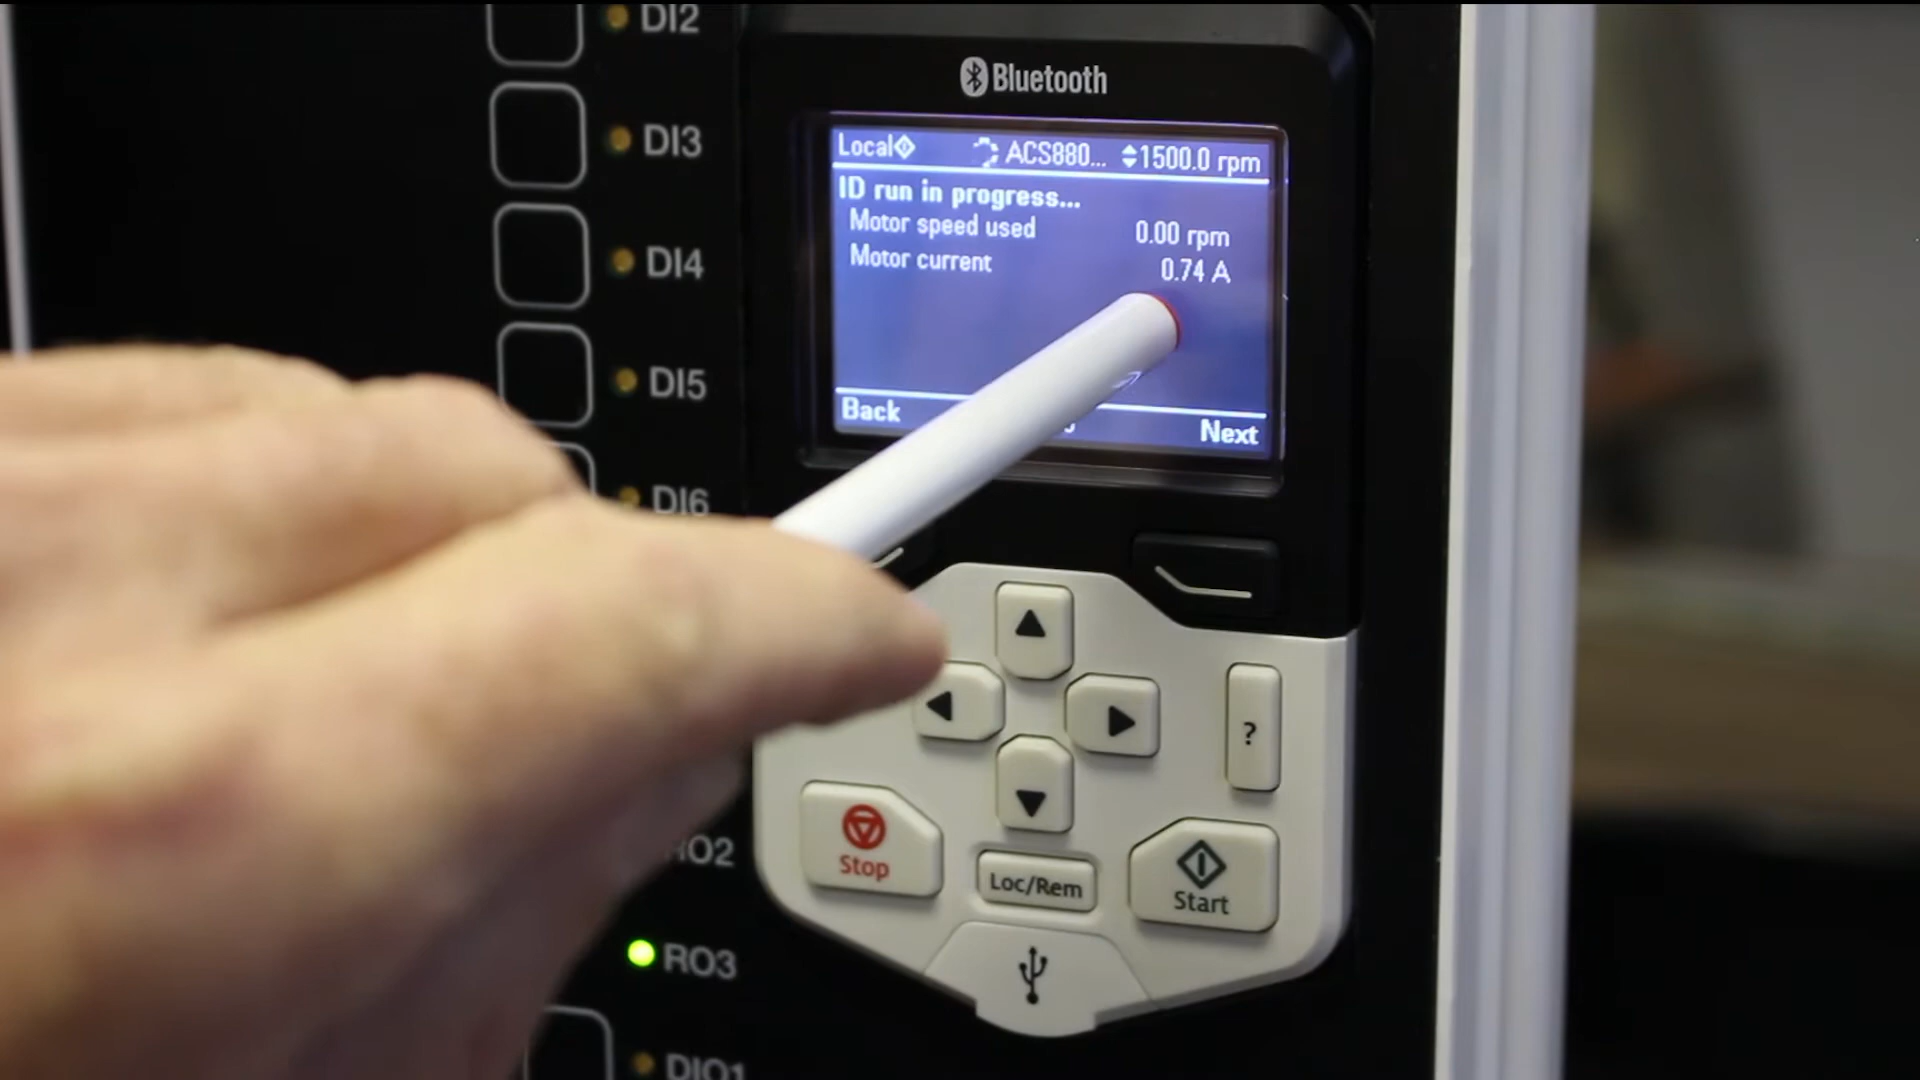 DI2
DI3
DI4
DI5
DI6
RO2
RO3
DIO1
Bluetooth
Local ACS880... 1500.0 rpm
ID run in progress...
Motor speed used 0.00 rpm
Motor current 0.74 A
Back Next
?
Stop
Loc/Rem
Start